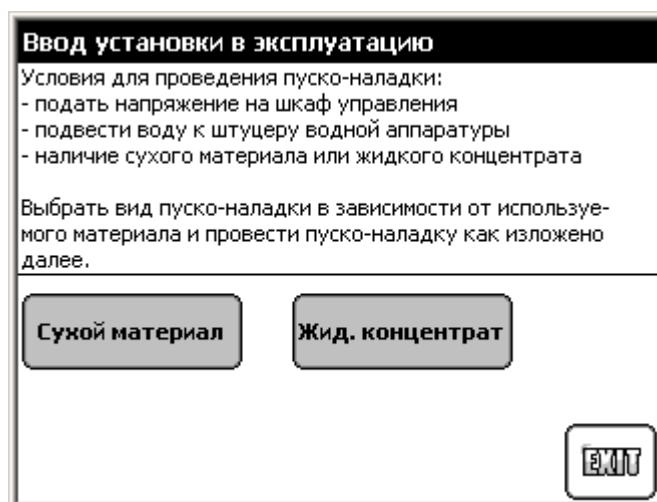 Ввод установки в эксплуатацию
Условия для проведения пуско-наладки:
- подать напряжение на шкаф управления
- подвести воду к штуцеру водной аппаратуры
- наличие сухого материала или жидкого концентрата
Выбрать вид пуско-наладки в зависимости от используе-
мого материала и провести пуско-наладку как изложено
далее.
Сухой материал
Жид. концентрат
EXIT